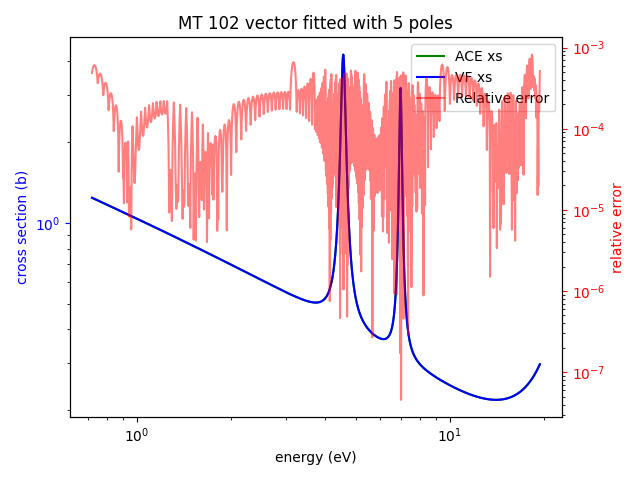 MT 102 vector fitted with 5 poles
ACE xs
VF xs
Relative error
cross section (b)
10⁰
relative error
10⁻³
10⁻⁴
10⁻⁵
10⁻⁶
10⁻⁷
10⁰ 10¹
energy (eV)